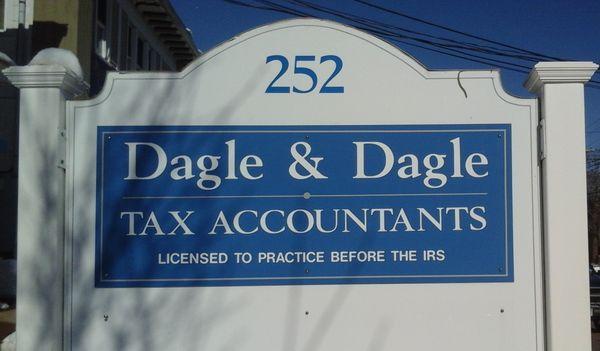 252
Dagle & Dagle
TAX ACCOUNTANTS
LICENSED TO PRACTICE BEFORE THE IRS